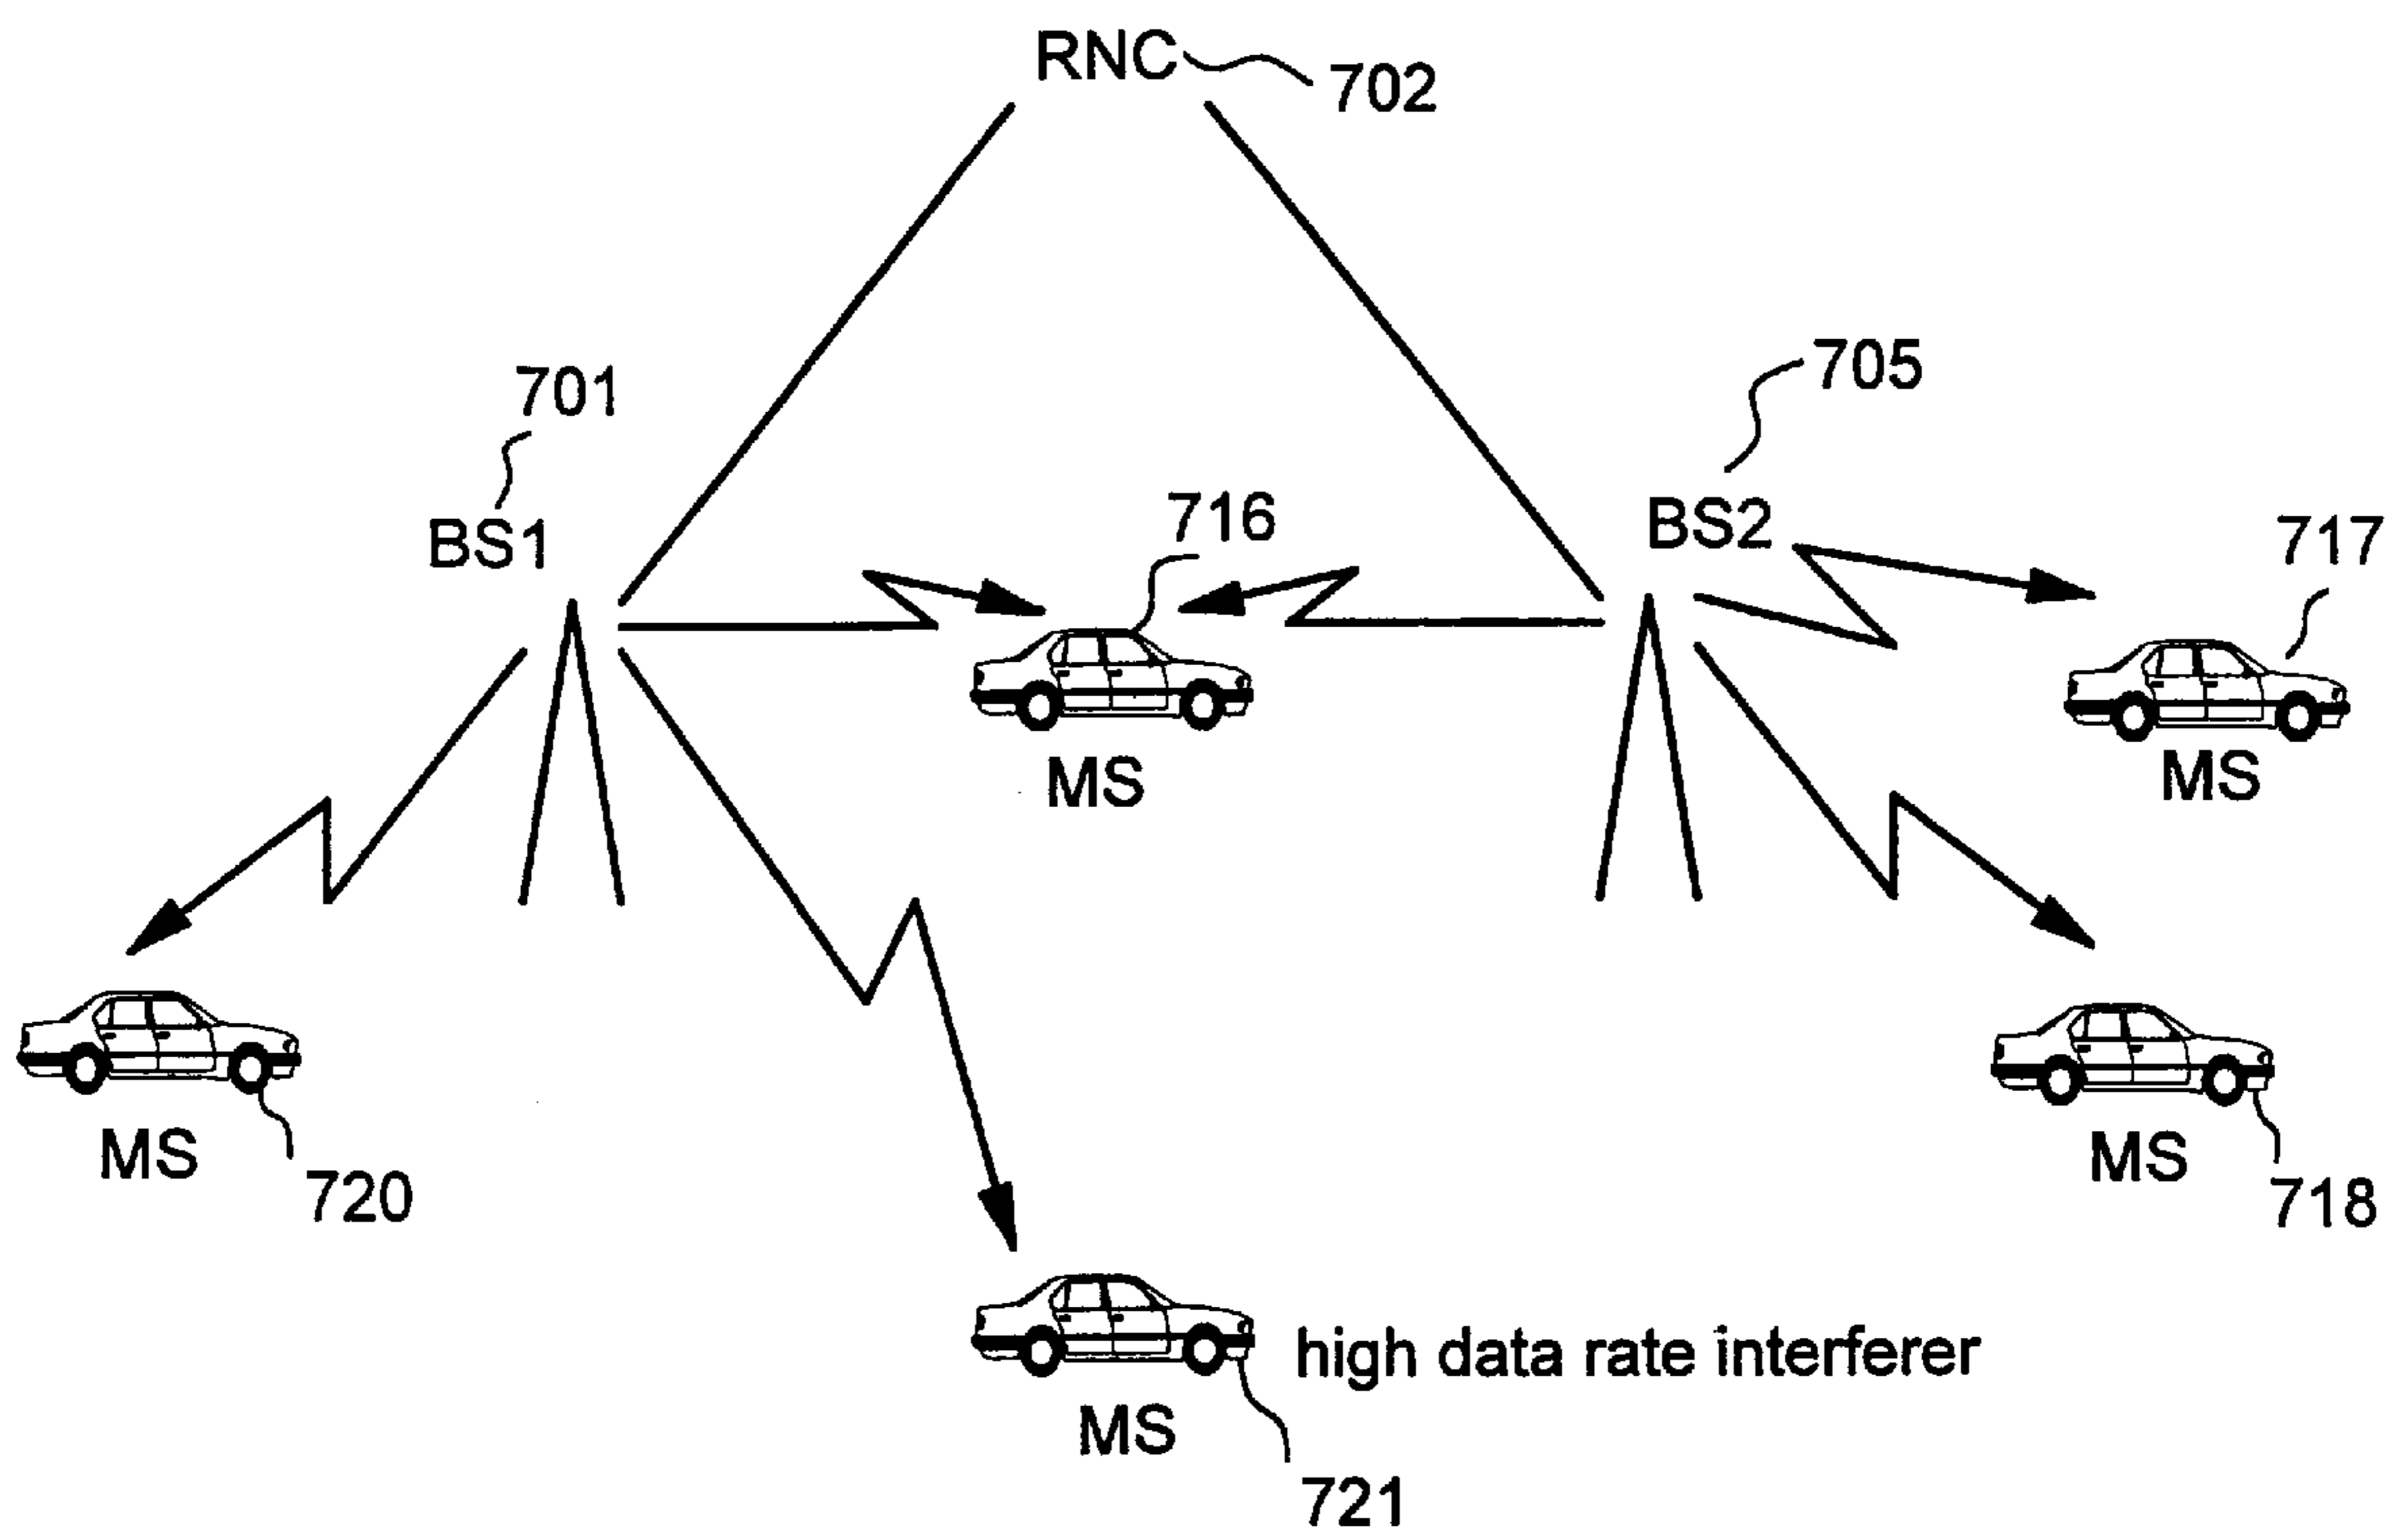 RNC
702
701
BS1
705
BS2
716
MS
717
MS
MS
720
MS
718
high data rate interferer
MS
721